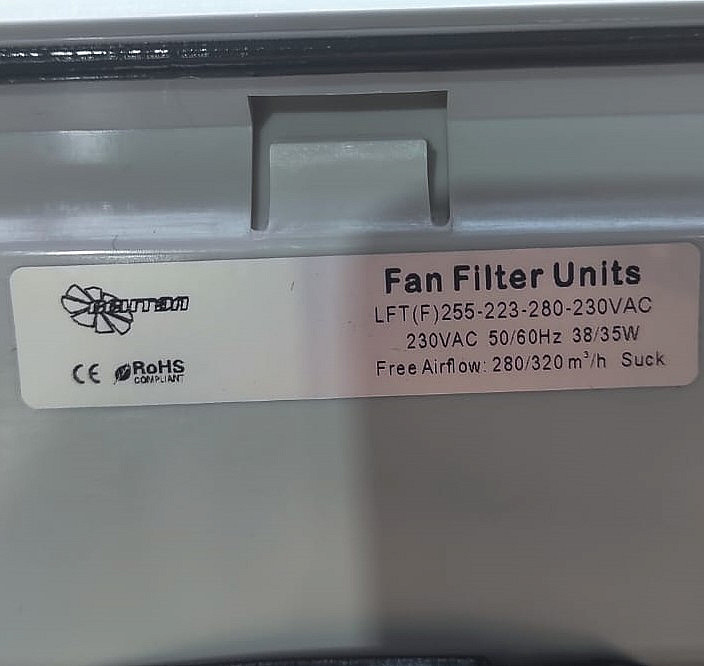 Fan Filter Units
LFT(F)255-223-280-230VAC
230VAC 50/60Hz 38/35W
Free Airflow: 280/320 m³/h Suck
CE RoHS
COMPLIANT